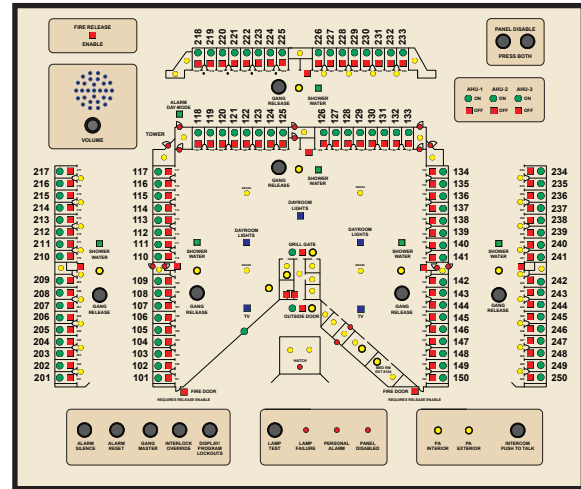 FIRE RELEASE
ENABLE
VOLUME
218 219 220 221 222 223 224 225
226 227 228 229 230 231 232 233
GANG
RELEASE
SHOWER
WATER
PANEL DISABLE
PRESS BOTH
AHU-1 AHU-2 AHU-3
ON ON ON
OFF OFF OFF
ALARM
DAY-MODE
TOWER
118 119 120 121 122 123 124 125
126 127 128 129 130 131 132 133
GANG
RELEASE
SHOWER
WATER
217
216
215
214
213
212
211
210
209
208
207
206
205
204
203
202
201
SHOWER
WATER
GANG
RELEASE
117
116
115
114
113
112
111
110
109
108
107
106
105
104
103
102
101
SHOWER
WATER
GANG
RELEASE
DAYROOM
LIGHTS
DAYROOM
LIGHTS
DAYROOM
LIGHTS
GRILL GATE
OUTSIDE DOOR
TV
TV
HATCH
MED RM
SHOWER
WATER
GANG
RELEASE
134
135
136
137
238
139
140
141
142
143
144
145
146
147
148
149
150
SHOWER
WATER
GANG
RELEASE
234
235
236
237
238
239
240
241
242
243
244
245
246
247
248
249
250
FIRE DOOR
REQUIRES RELEASE ENABLE
FIRE DOOR
REQUIRES RELEASE ENABLE
ALARM
SILENCE
ALARM
RESET
GANG
MASTER
INTERLOCK
OVERRIDE
DISPLAY/
PROGRAM
LOCKOUTS
LAMP
TEST
LAMP
FAILURE
PERSONAL
ALARM
PANEL
DISABLED
PA
INTERIOR
PA
EXTERIOR
INTERCOM
PUSH TO TALK